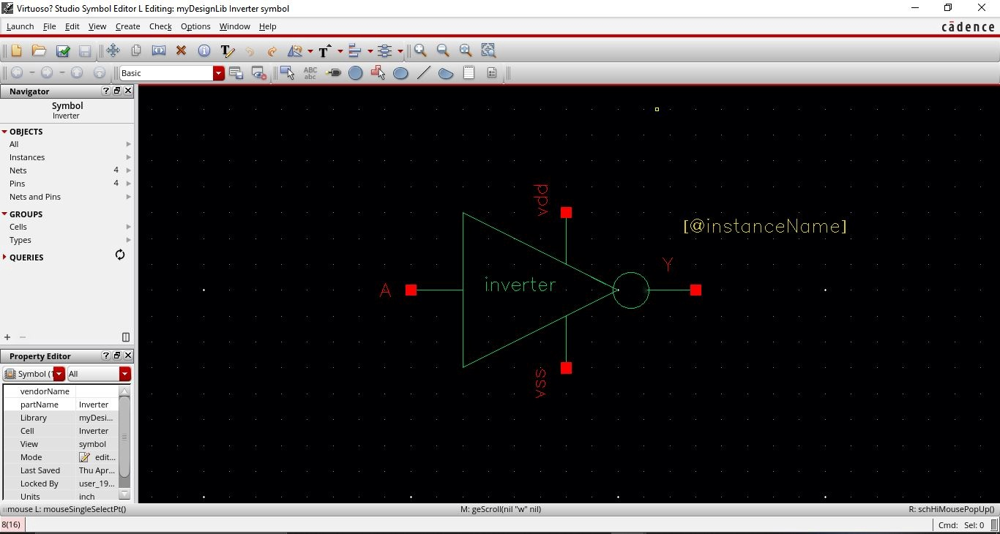 Virtuoso? Studio Symbol Editor L Editing: myDesignLib Inverter symbol
Launch File Edit View Create Check Options Window Help
cādence
T
T
Basic
ABC
abc
Navigator
?
Symbol
Inverter
OBJECTS
All
Instances
Nets 4
Pins 4
Nets and Pins
GROUPS
Cells
Types
QUERIES
Property Editor
?
Symbol (1
All
vendorName
partName Inverter
Library myDesi...
Cell Inverter
View symbol
Mode edit...
Last Saved Thu Apr...
Locked By user_19...
Units inch
vdd
[@instanceName]
Y
A
inverter
vss
mouse L: mouseSingleSelectPt() M: geScroll(nil "w" nil) R: schHiMousePopUp()
8(16) Cmd: Sel: 0